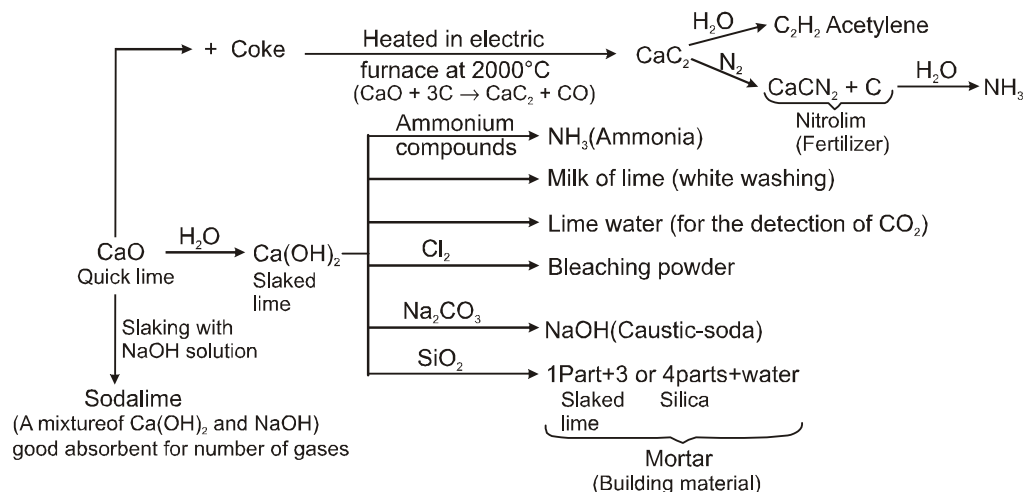 + Coke
Heated in electric
furnace at 2000°C
(CaO + 3C → CaC₂ + CO)
CaC₂
H₂O
C₂H₂ Acetylene
N₂
CaCN₂ + C
Nitrolim
(Fertilizer)
H₂O
NH₃
CaO
Quick lime
H₂O
Ca(OH)₂
Slaked
lime
Ammonium
compounds
NH₃(Ammonia)
Milk of lime (white washing)
Lime water (for the detection of CO₂)
Cl₂
Bleaching powder
Na₂CO₃
NaOH(Caustic-soda)
SiO₂
1Part+3 or 4parts+water
Slaked Silica
lime
Mortar
(Building material)
Slaking with
NaOH solution
Sodalime
(A mixtureof Ca(OH)₂ and NaOH)
good absorbent for number of gases